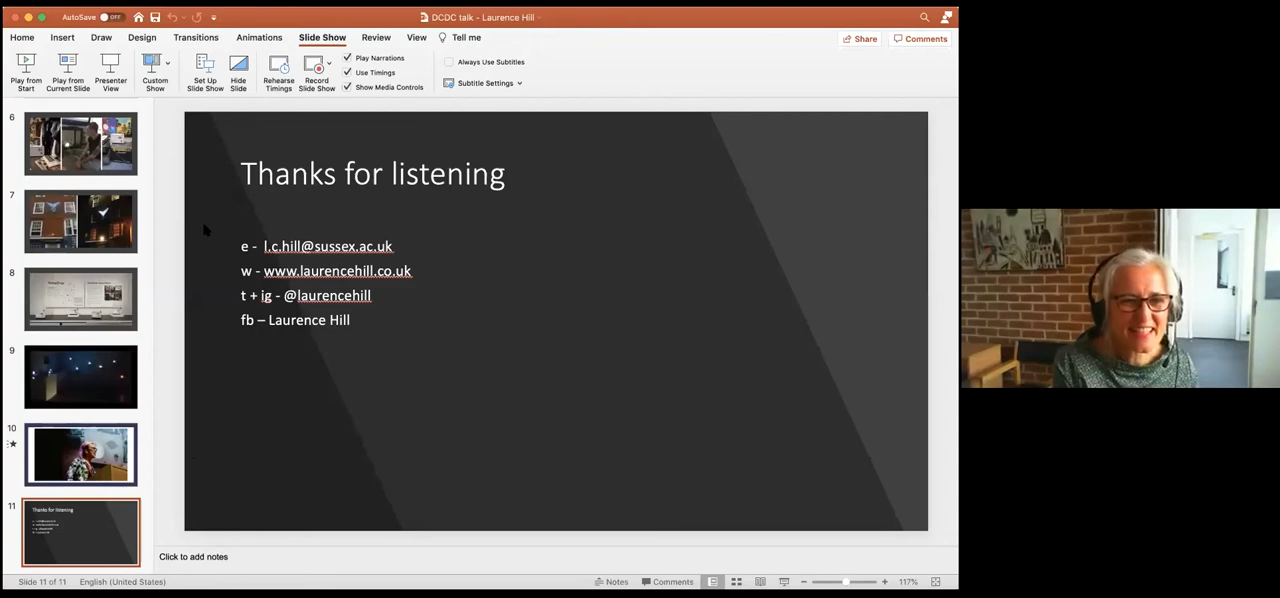 AutoSave OFF
DCDC talk - Laurence Hill
Home Insert Draw Design Transitions Animations Slide Show Review View Tell me
Share Comments
Play from Start
Play from Current Slide
Presenter View
Custom Show
Set Up Slide Show
Hide Slide
Rehearse Timings
Record Slide Show
Play Narrations
Use Timings
Show Media Controls
Always Use Subtitles
Subtitle Settings
6
7
8
9
10
11
Thanks for listening
Thanks for listening
e - l.c.hill@sussex.ac.uk
w - www.laurencehill.co.uk
t + ig - @laurencehill
fb – Laurence Hill
Click to add notes
Slide 11 of 11 English (United States) Notes Comments 117%